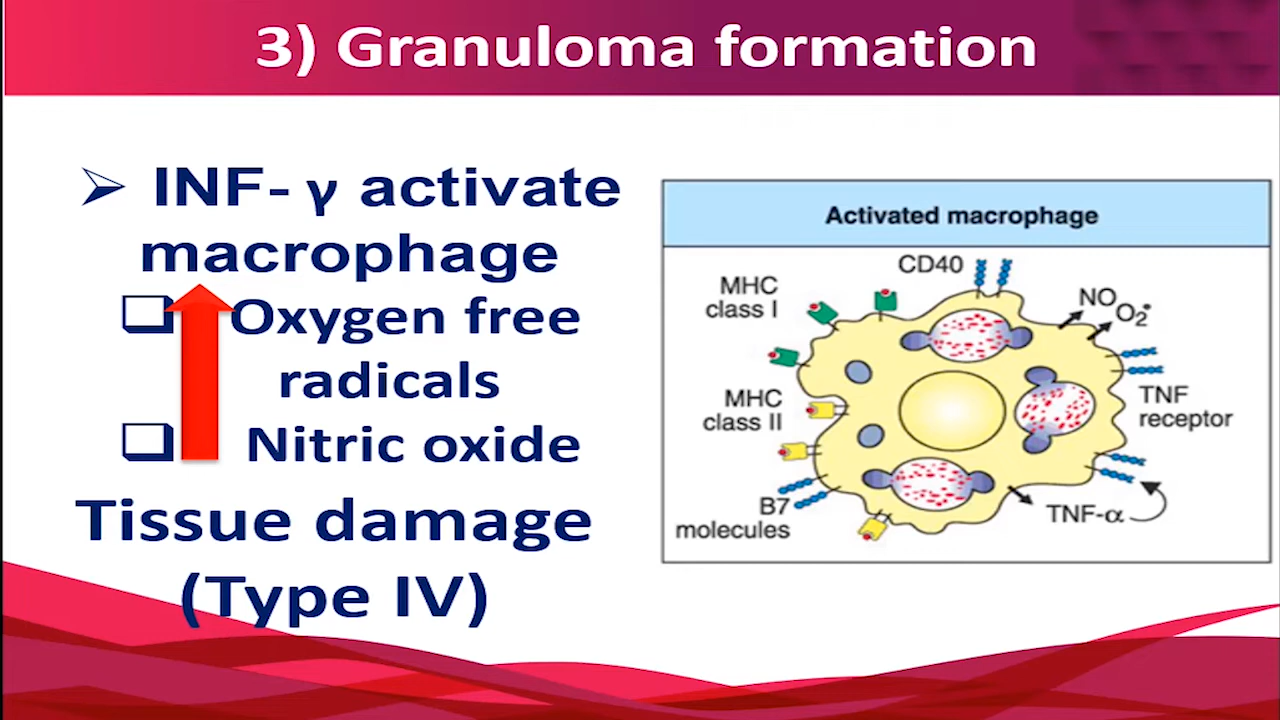 3) Granuloma formation
➢ INF- γ activate
macrophage
❑ Oxygen free
radicals
❑ Nitric oxide
Tissue damage
(Type IV)
Activated macrophage
CD40
MHC
class I
NO
O₂•
MHC
class II
TNF
receptor
B7
molecules
TNF-α